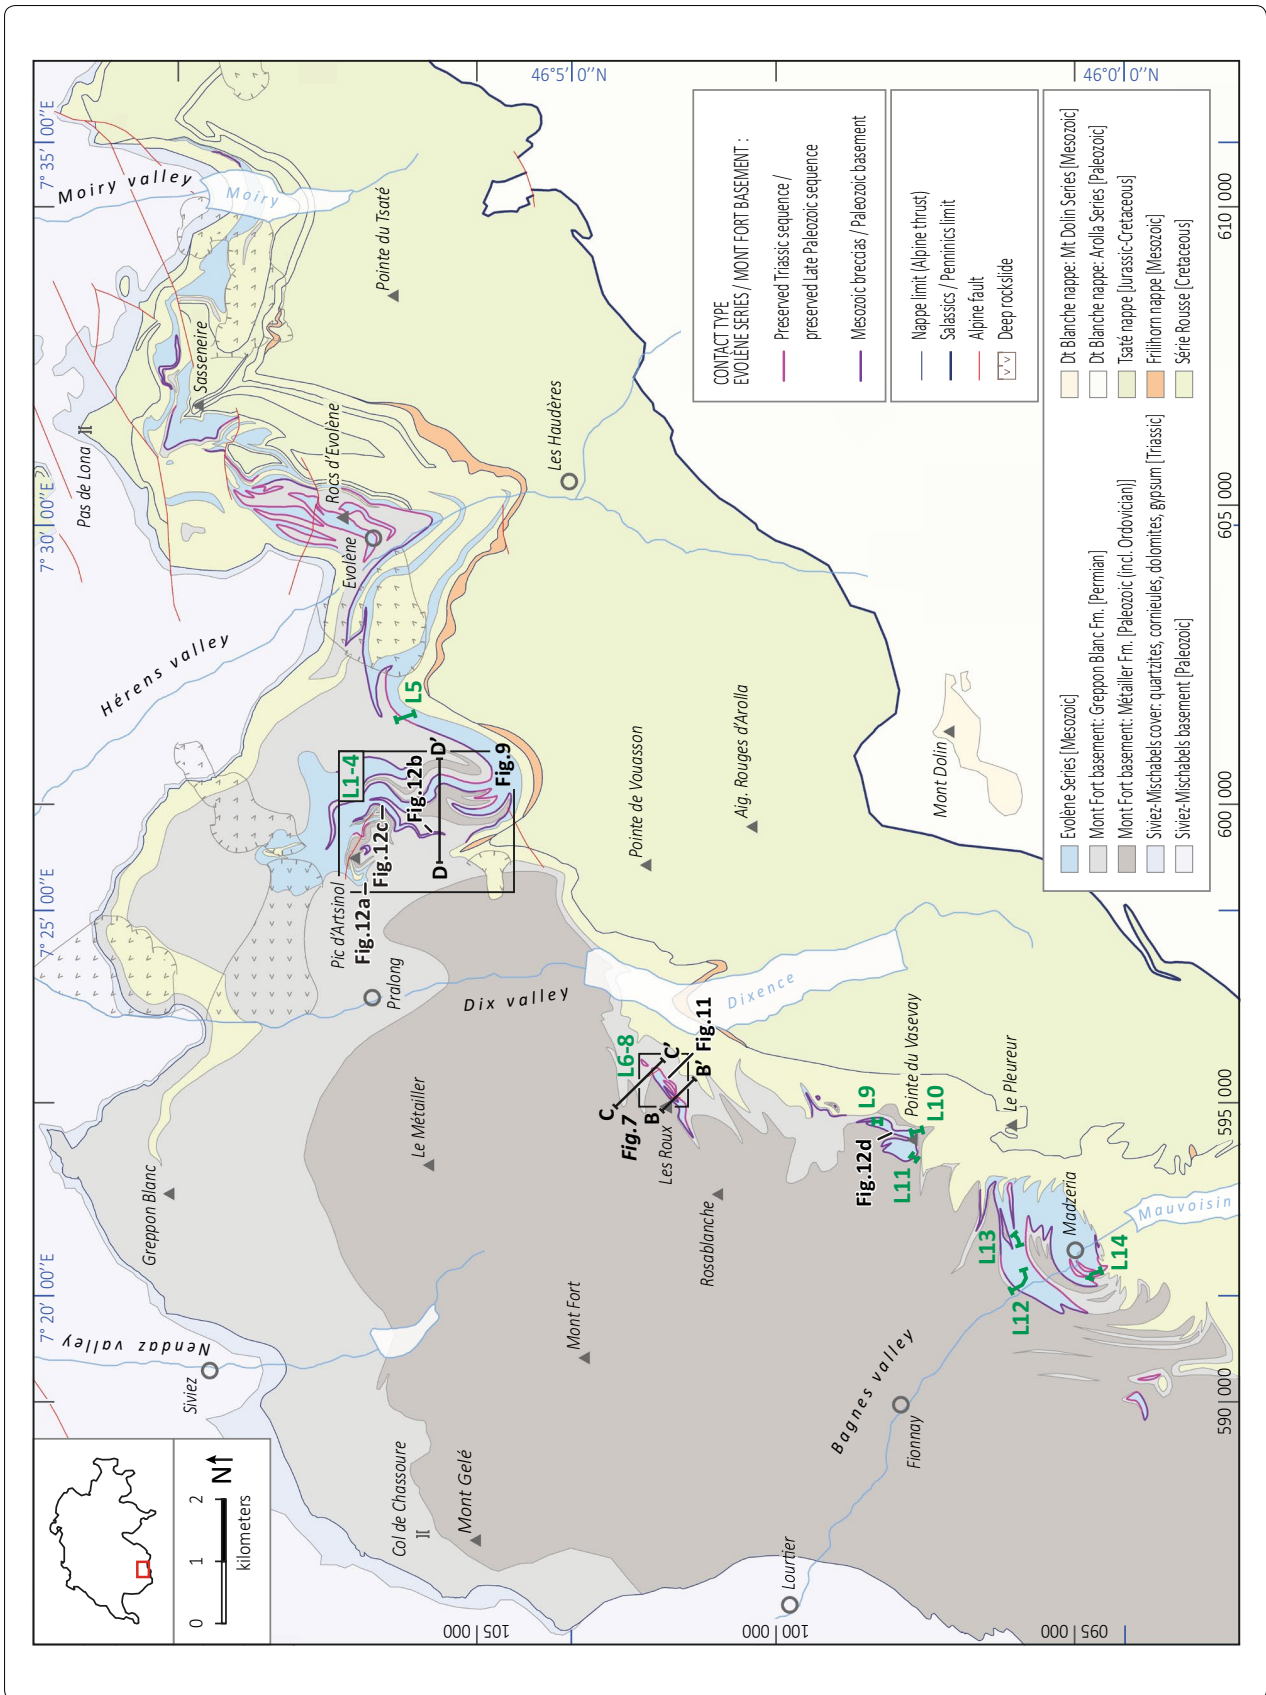 7° 20' 00''E
7° 25' 00''E
7° 30' 00''E
7° 35' 00''E
46°5' 0''N
46°0' 0''N
105 000
100 000
095 000
590 000
595 000
600 000
605 000
610 000
0 1 2
kilometers
N
Nendaz valley
Siviez
Greppon Blanc
Col de Chassoure
Mont Gelé
Le Métailler
Mont Fort
Rosablanche
Lourtier
Bagnes valley
Fionnay
Pralong
Dix valley
Pic d'Artsinol
Hérens valley
Pas de Lona
Moiry valley
Moiry
Sasseneire
Rocs d'Evolène
Evolène
Pointe du Tsaté
Les Haudères
Pointe de Vouasson
Aig. Rouges d'Arolla
Mont Dolin
Dixence
Les Roux
Pointe du Vasevay
Le Pleureur
Madzeria
Mauvoisin
L1-4
L5
L6-8
L9
L10
L11
L12
L13
L14
Fig.12a
Fig.12c
Fig.12b
Fig.9
D
D'
Fig.7
C
C'
B
B'
Fig.11
Fig.12d
CONTACT TYPE
EVOLÈNE SERIES / MONT FORT BASEMENT :
Preserved Triassic sequence /
preserved Late Paleozoic sequence
Mesozoic breccias / Paleozoic basement
Nappe limit (Alpine thrust)
Salassics / Penninics limit
Alpine fault
Deep rockslide
Evolène Series [Mesozoic]
Mont Fort basement: Greppon Blanc Fm. [Permian]
Mont Fort basement: Métailler Fm. [Paleozoic (incl. Ordovician)]
Siviez-Mischabels cover: quartzites, cornieules, dolomites, gypsum [Triassic]
Siviez-Mischabels basement [Paleozoic]
Dt Blanche nappe: Mt Dolin Series [Mesozoic]
Dt Blanche nappe: Arolla Series [Paleozoic]
Tsaté nappe [Jurassic-Cretaceous]
Frilihorn nappe [Mesozoic]
Série Rousse [Cretaceous]